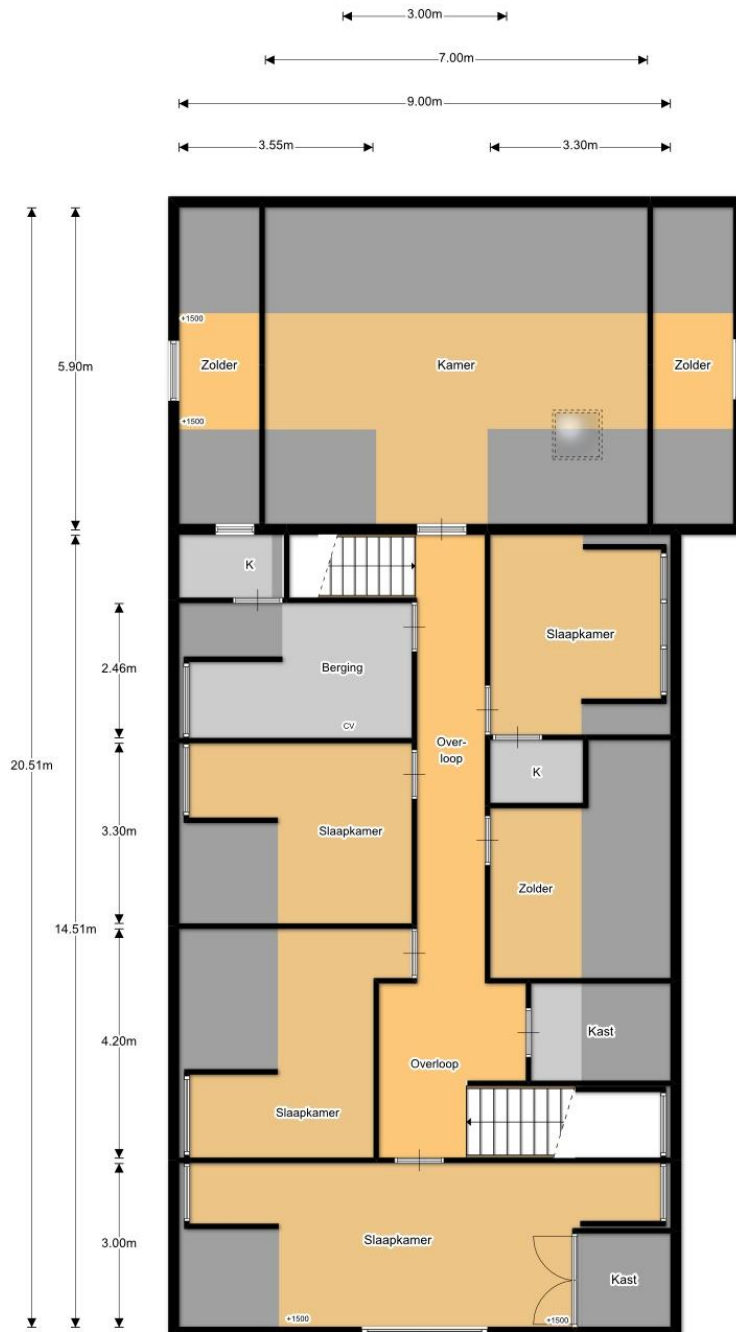 3.00m
7.00m
9.00m
3.55m
3.30m
+1500
5.90m
Zolder
Kamer
Zolder
+1500
K
Slaapkamer
2.46m
Berging
CV
Over-
loop
20.51m
K
3.30m
Slaapkamer
Zolder
14.51m
4.20m
Kast
Overloop
Slaapkamer
3.00m
Slaapkamer
Kast
+1500
+1500